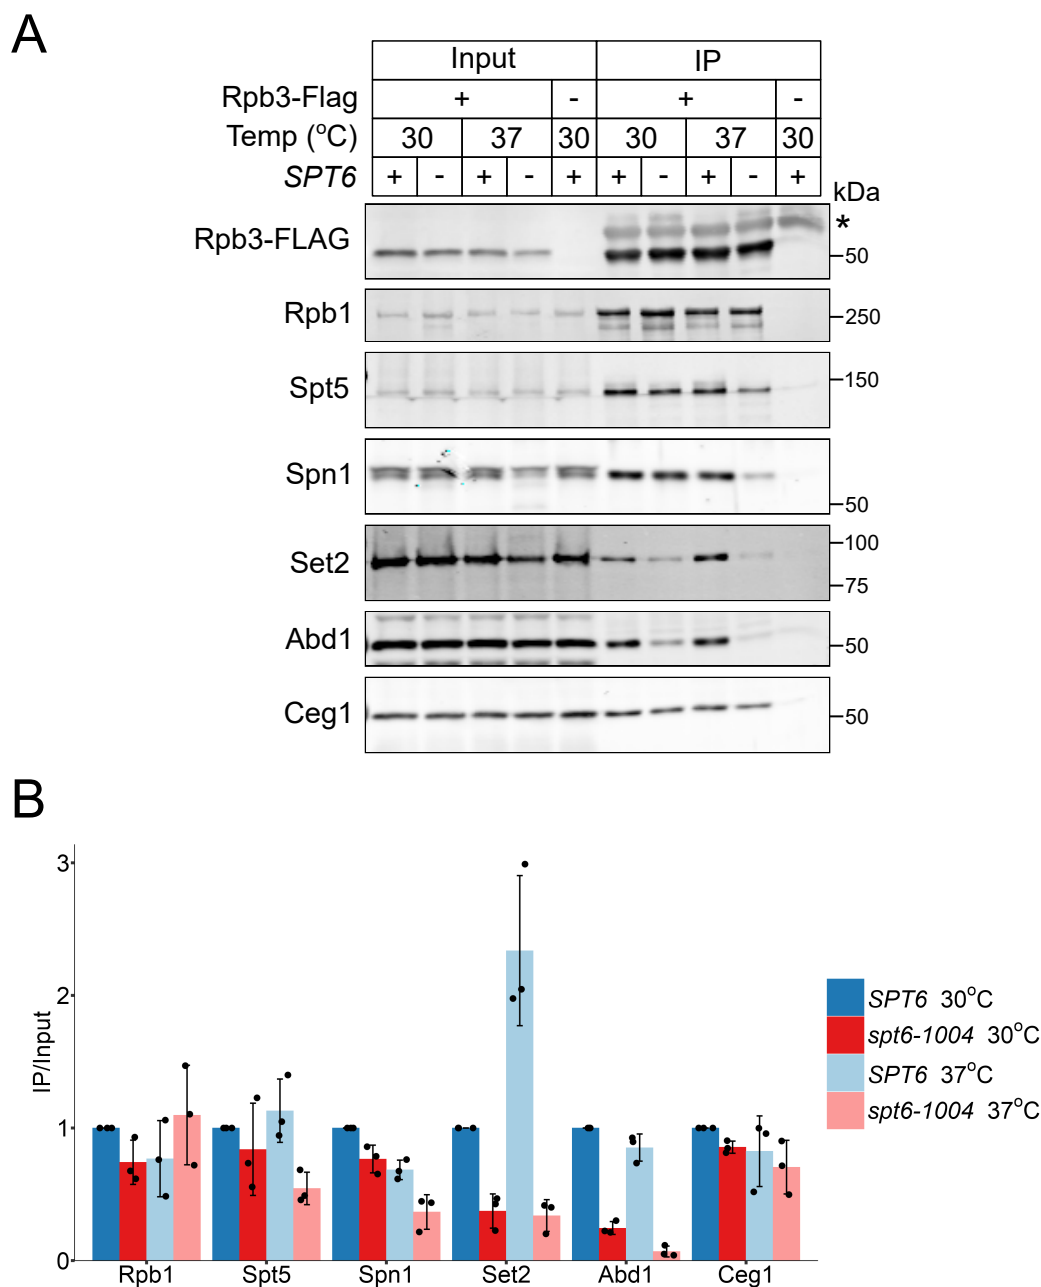 A
Input IP
Rpb3-Flag + - + -
Temp (°C) 30 37 30 30 37 30
SPT6 + - + - + + - + - +
kDa
Rpb3-FLAG *
50
Rpb1 250
Spt5 150
Spn1 50
Set2 100
75
Abd1 50
Ceg1 50
B
3
2
1
0
IP/Input
SPT6 30°C
spt6-1004 30°C
SPT6 37°C
spt6-1004 37°C
Rpb1 Spt5 Spn1 Set2 Abd1 Ceg1